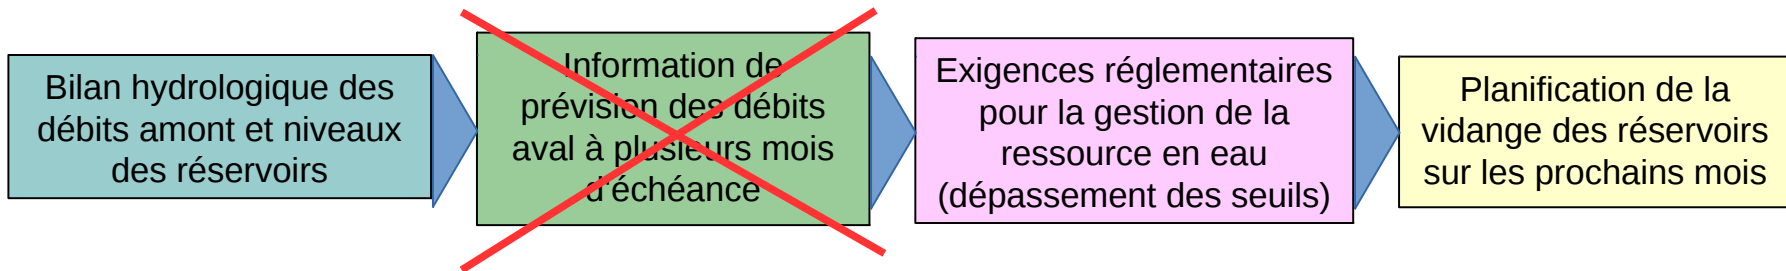 Bilan hydrologique des
débits amont et niveaux
des réservoirs
Information de
prévision des débits
aval à plusieurs mois
d'échéance
Exigences réglementaires
pour la gestion de la
ressource en eau
(dépassement des seuils)
Planification de la
vidange des réservoirs
sur les prochains mois